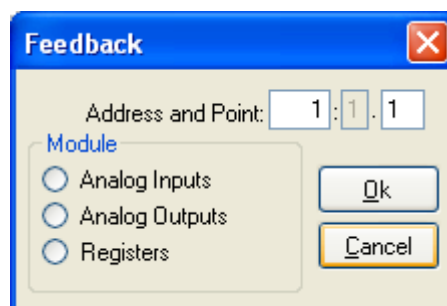 Feedback
Address and Point: 1 : 1 . 1
Module
Analog Inputs
Analog Outputs
Registers
Ok
Cancel